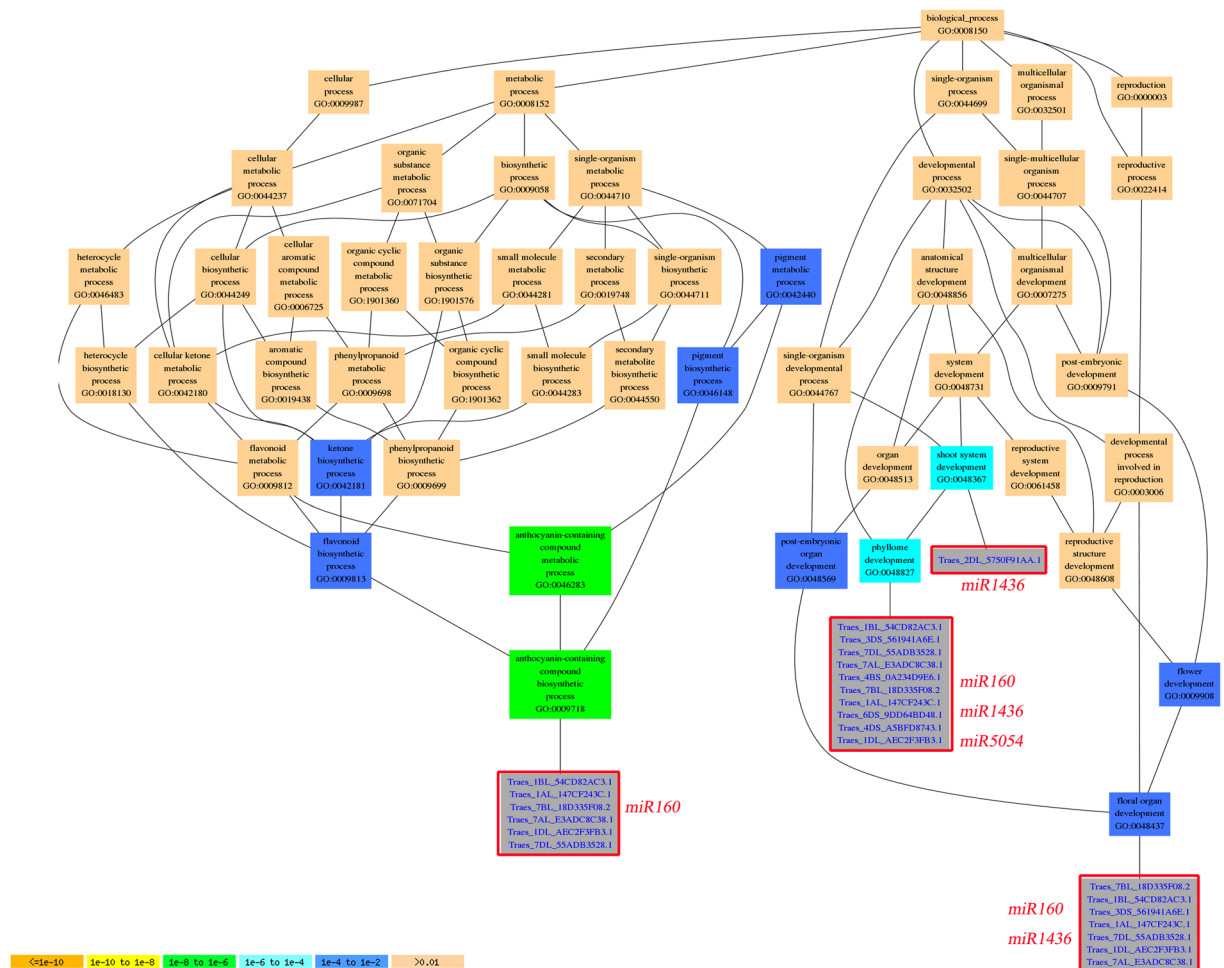 biological_process
GO:0008150
cellular
process
GO:0009987
metabolic
process
GO:0008152
single-organism
process
GO:0044699
multicellular
organismal
process
GO:0032501
reproduction
GO:0000003
cellular
metabolic
process
GO:0044237
organic
substance
metabolic
process
GO:0071704
biosynthetic
process
GO:0009058
single-organism
metabolic
process
GO:0044710
developmental
process
GO:0032502
single-multicellular
organism
process
GO:0044707
reproductive
process
GO:0022414
heterocycle
metabolic
process
GO:0046483
cellular
biosynthetic
process
GO:0044249
cellular
aromatic
compound
metabolic
process
GO:0006725
organic cyclic
compound
metabolic
process
GO:1901360
organic
substance
biosynthetic
process
GO:1901576
small molecule
metabolic
process
GO:0044281
secondary
metabolic
process
GO:0019748
single-organism
biosynthetic
process
GO:0044711
pigment
metabolic
process
GO:0042440
anatomical
structure
development
GO:0048856
multicellular
organismal
development
GO:0007275
heterocycle
biosynthetic
process
GO:0018130
cellular ketone
metabolic
process
GO:0042180
aromatic
compound
biosynthetic
process
GO:0019438
phenylpropanoid
metabolic
process
GO:0009698
organic cyclic
compound
biosynthetic
process
GO:1901362
small molecule
biosynthetic
process
GO:0044283
secondary
metabolite
biosynthetic
process
GO:0044550
pigment
biosynthetic
process
GO:0046148
single-organism
developmental
process
GO:0044767
system
development
GO:0048731
post-embryonic
development
GO:0009791
flavonoid
metabolic
process
GO:0009812
ketone
biosynthetic
process
GO:0042181
phenylpropanoid
biosynthetic
process
GO:0009699
organ
development
GO:0048513
shoot system
development
GO:0048367
reproductive
system
development
GO:0061458
developmental
process
involved in
reproduction
GO:0003006
flavonoid
biosynthetic
process
GO:0009813
anthocyanin-containing
compound
metabolic
process
GO:0046283
post-embryonic
organ
development
GO:0048569
phyllome
development
GO:0048827
Traes_2DL_5750F91AA.1
miR1436
reproductive
structure
development
GO:0048608
anthocyanin-containing
compound
biosynthetic
process
GO:0009718
Traes_1BL_54CD82AC3.1
Traes_3DS_561941A6E.1
Traes_7DL_55ADB3528.1
Traes_7AL_E3ADC8C38.1
Traes_4BS_0A234D9E6.1
Traes_7BL_18D335F08.2
Traes_1AL_147CF243C.1
Traes_6DS_9DD64BD48.1
Traes_4DS_A5BFD8743.1
Traes_1DL_AEC2F3FB3.1
miR160
miR1436
miR5054
flower
development
GO:0009908
Traes_1BL_54CD82AC3.1
Traes_1AL_147CF243C.1
Traes_7BL_18D335F08.2
Traes_7AL_E3ADC8C38.1
Traes_1DL_AEC2F3FB3.1
Traes_7DL_55ADB3528.1
miR160
floral organ
development
GO:0048437
miR160
miR1436
Traes_7BL_18D335F08.2
Traes_1BL_54CD82AC3.1
Traes_3DS_561941A6E.1
Traes_1AL_147CF243C.1
Traes_7DL_55ADB3528.1
Traes_1DL_AEC2F3FB3.1
Traes_7AL_E3ADC8C38.1
<=1e-10 1e-10 to 1e-8 1e-8 to 1e-6 1e-6 to 1e-4 1e-4 to 1e-2 >0.01